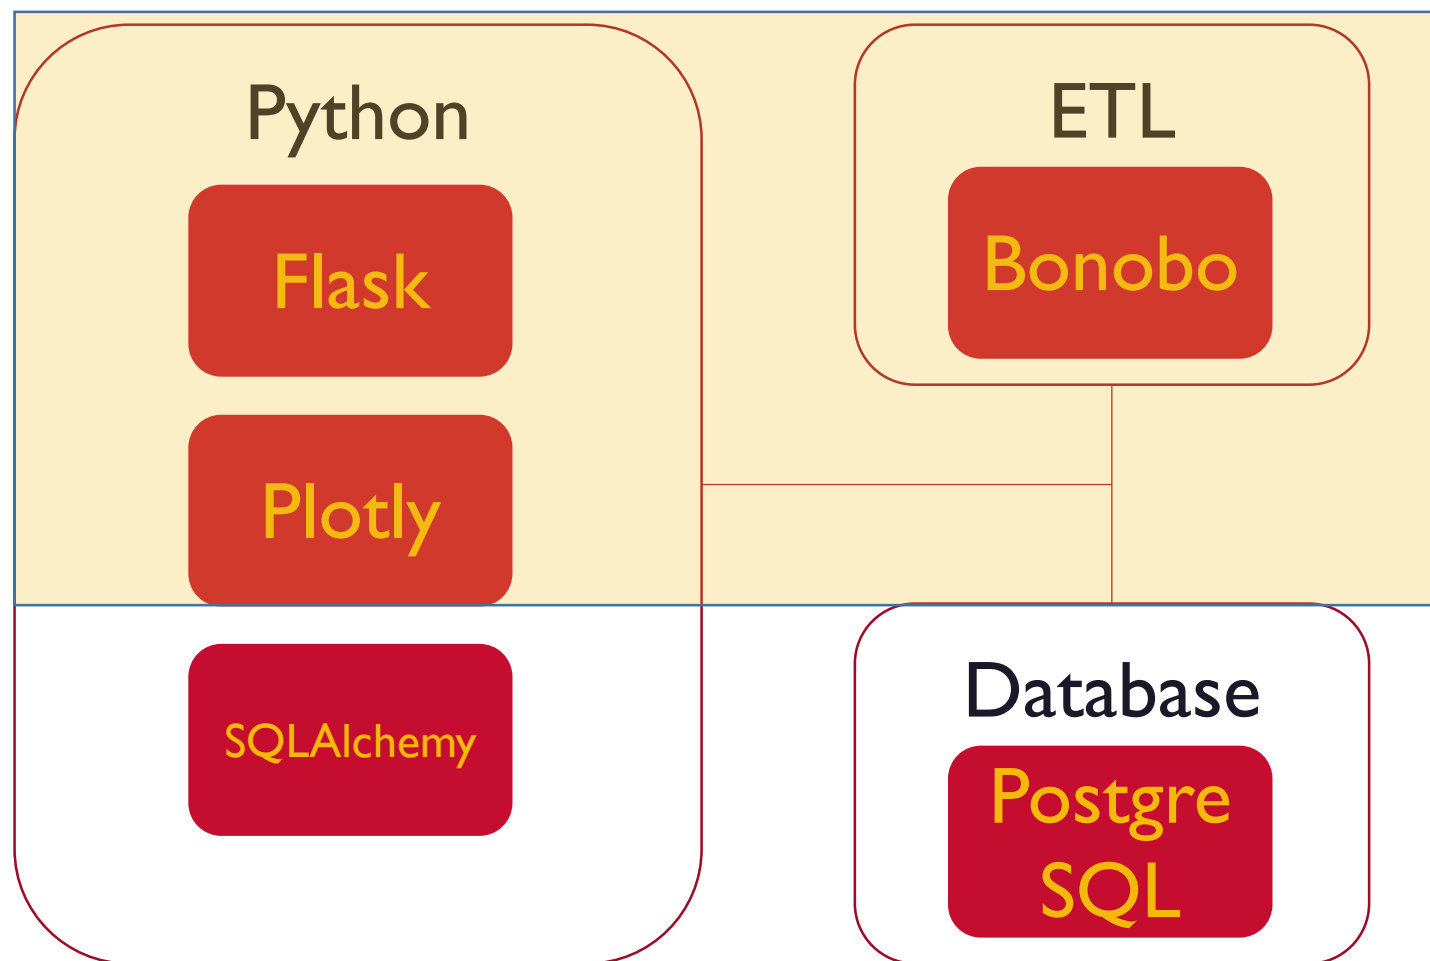 Python
Flask
Plotly
SQLAlchemy
ETL
Bonobo
Database
Postgre
SQL